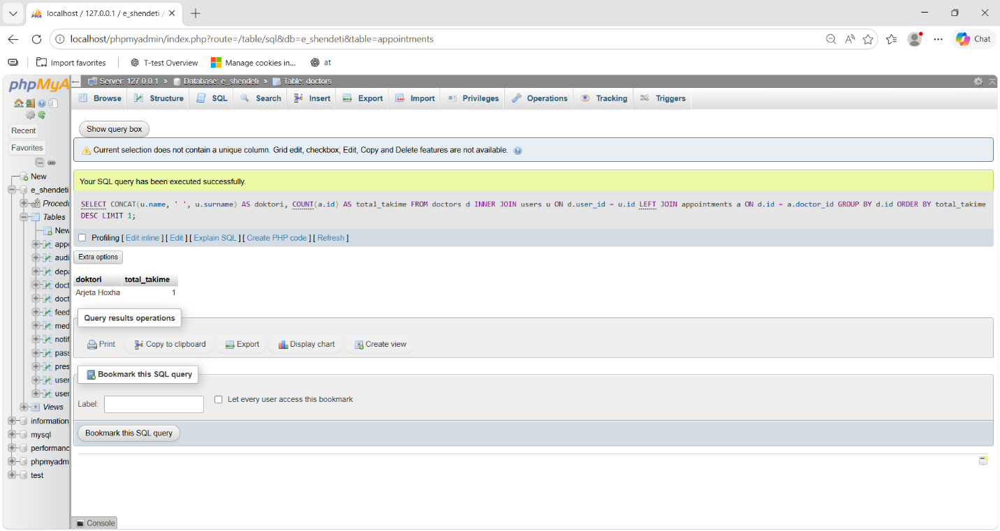 localhost / 127.0.0.1 / e_shendeti /
localhost/phpmyadmin/index.php?route=/table/sql&db=e_shendeti&table=appointments
Chat
Import favorites
T-test Overview
Manage cookies in...
at
phpMyA
Server: 127.0.0.1 » Database: e_shendeti » Table: doctors
Browse
Structure
SQL
Search
Insert
Export
Import
Privileges
Operations
Tracking
Triggers
Recent
Favorites
New
e_shendeti
Procedu
Tables
New
appo
audi
depa
doct
doct
feed
med
notif
pass
pres
user
user
Views
information
mysql
performanc
phpmyadm
test
Show query box
Current selection does not contain a unique column. Grid edit, checkbox, Edit, Copy and Delete features are not available.
Your SQL query has been executed successfully.
SELECT CONCAT(u.name, ' ', u.surname) AS doktori, COUNT(a.id) AS total_takime FROM doctors d INNER JOIN users u ON d.user_id = u.id LEFT JOIN appointments a ON d.id = a.doctor_id GROUP BY d.id ORDER BY total_takime
DESC LIMIT 1;
Profiling [ Edit inline ] [ Edit ] [ Explain SQL ] [ Create PHP code ] [ Refresh ]
Extra options
doktori total_takime
Arjeta Hoxha 1
Query results operations
Print
Copy to clipboard
Export
Display chart
Create view
Bookmark this SQL query
Label:
Let every user access this bookmark
Bookmark this SQL query
Console